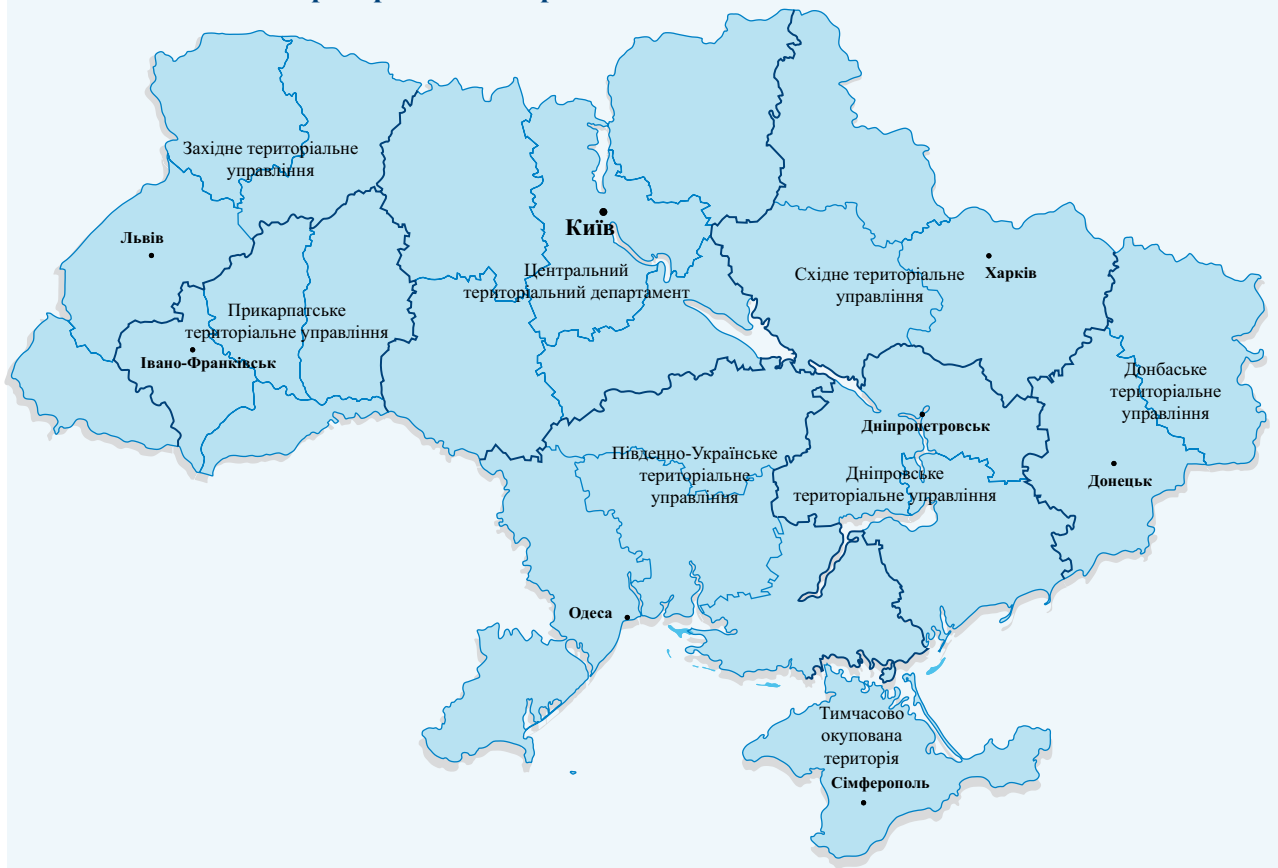 Західне територіальне
управління
Львів
Київ
Центральний
територіальний департамент
Східне територіальне
управління
Харків
Прикарпатське
територіальне управління
Івано-Франківськ
Донбаське
територіальне
управління
Дніпропетровськ
Південно-Українське
територіальне
управління
Дніпровське
територіальне управління
Донецьк
Одеса
Тимчасово
окупована
територія
Сімферополь